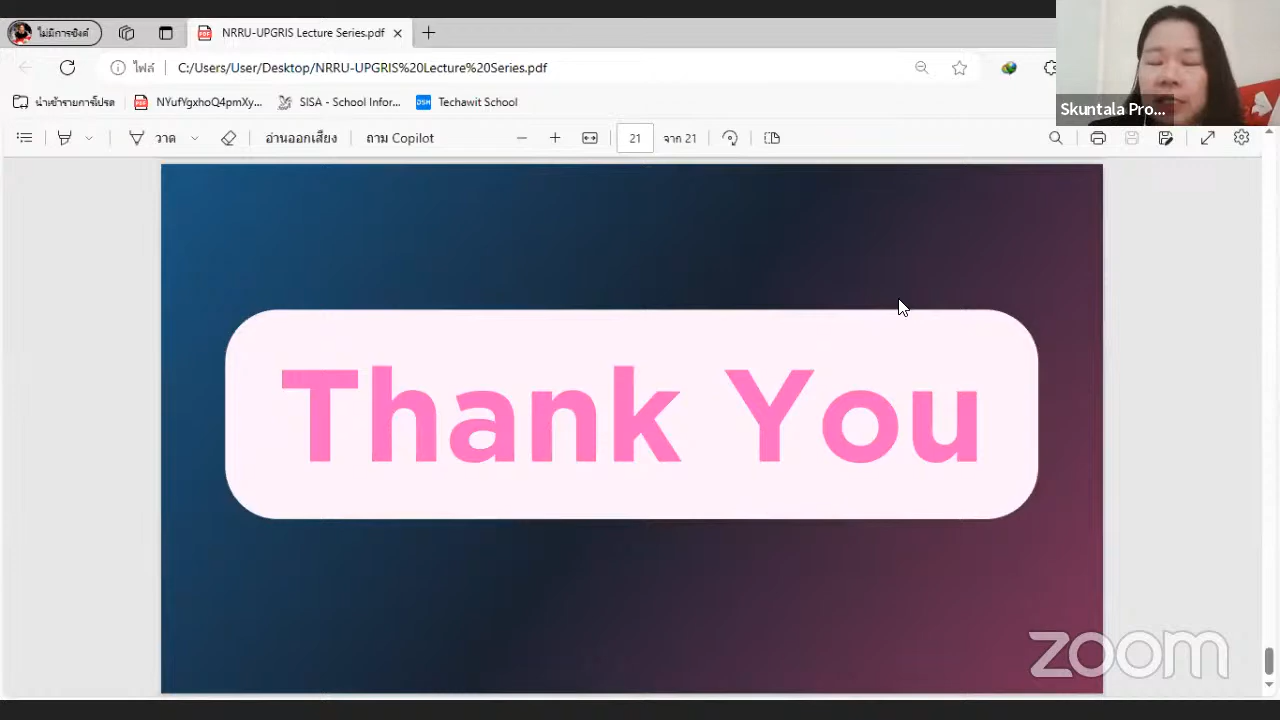 ไม่มีการซิงค์
NRRU-UPGRIS Lecture Series.pdf
ไฟล์
C:/Users/User/Desktop/NRRU-UPGRIS%20Lecture%20Series.pdf
นำเข้ารายการโปรด
NYufYgxhoQ4pmXy...
SISA - School Infor...
DSH
Techawit School
Skuntala Pro...
วาด
อ่านออกเสียง
ถาม Copilot
21
จาก 21
Thank You
zoom